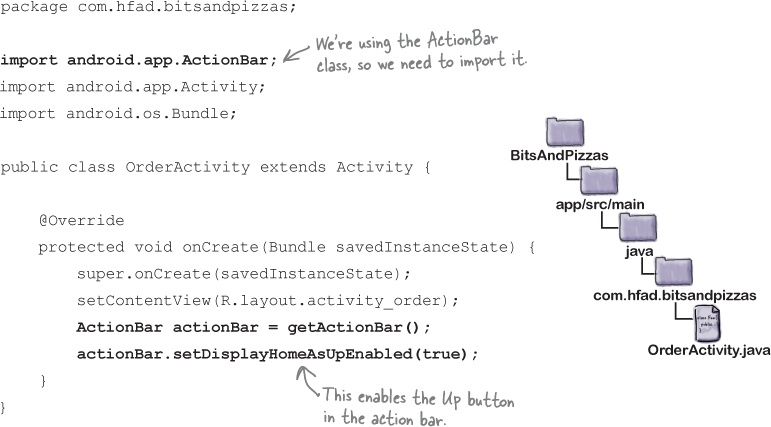 package com.hfad.bitsandpizzas;
import android.app.ActionBar;
We're using the ActionBar
class, so we need to import it.
import android.app.Activity;
import android.os.Bundle;
public class OrderActivity extends Activity {
@Override
protected void onCreate(Bundle savedInstanceState) {
super.onCreate(savedInstanceState);
setContentView(R.layout.activity_order);
ActionBar actionBar = getActionBar();
actionBar.setDisplayHomeAsUpEnabled(true);
}
}
This enables the Up button
in the action bar.
BitsAndPizzas
app/src/main
java
com.hfad.bitsandpizzas
OrderActivity.java